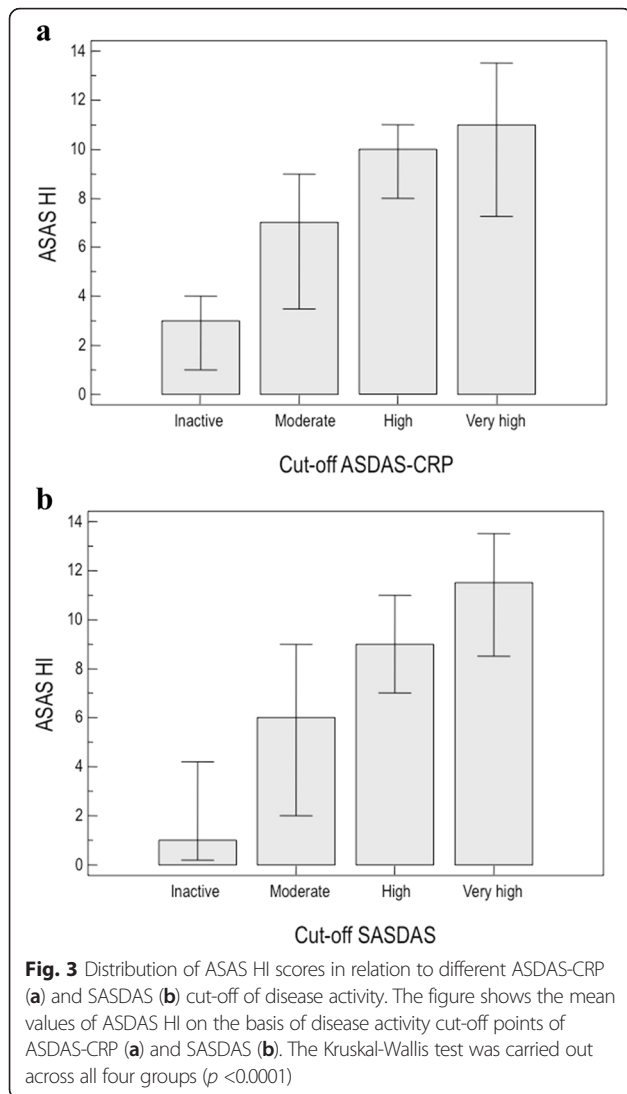 a
14
12
10
8
6
4
2
0
ASAS HI
Inactive Moderate High Very high
Cut-off ASDAS-CRP
b
14
12
10
8
6
4
2
0
ASAS HI
Inactive Moderate High Very high
Cut-off SASDAS
Fig. 3 Distribution of ASAS HI scores in relation to different ASDAS-CRP
(a) and SASDAS (b) cut-off of disease activity. The figure shows the mean
values of ASDAS HI on the basis of disease activity cut-off points of
ASDAS-CRP (a) and SASDAS (b). The Kruskal-Wallis test was carried out
across all four groups (p <0.0001)